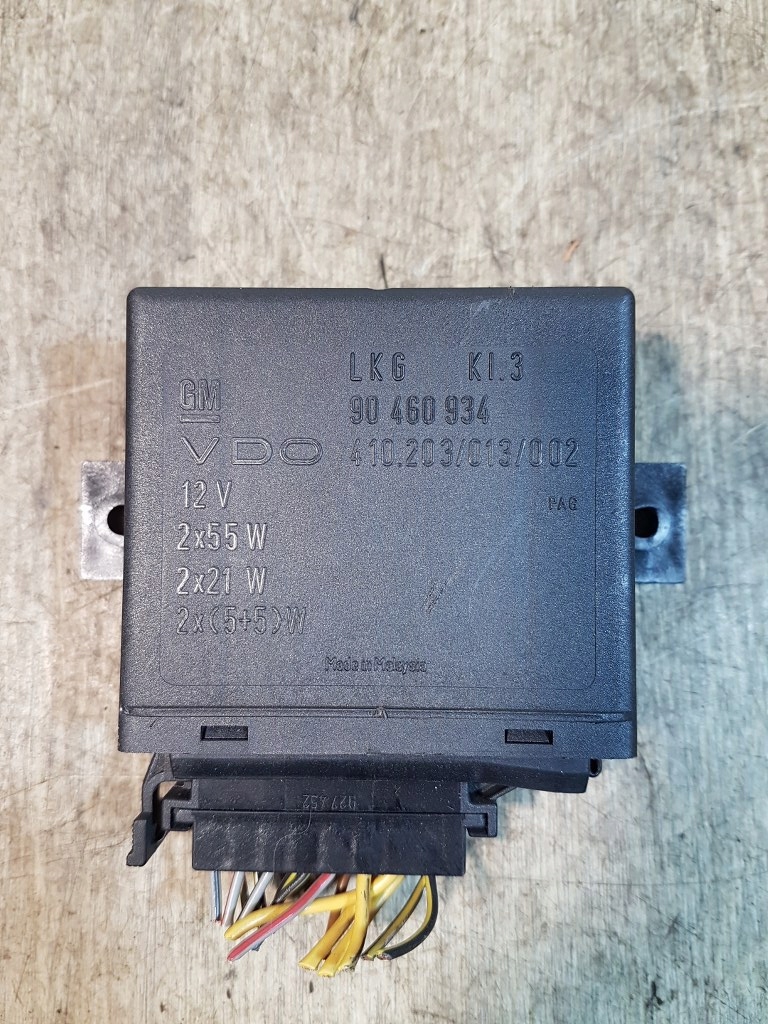 LKG KI.3
GM
90 460 934
VDO 410.203/013/002
12 V
PAG
2x55 W
2x21 W
2x(5+5)W
Made in Malaysia